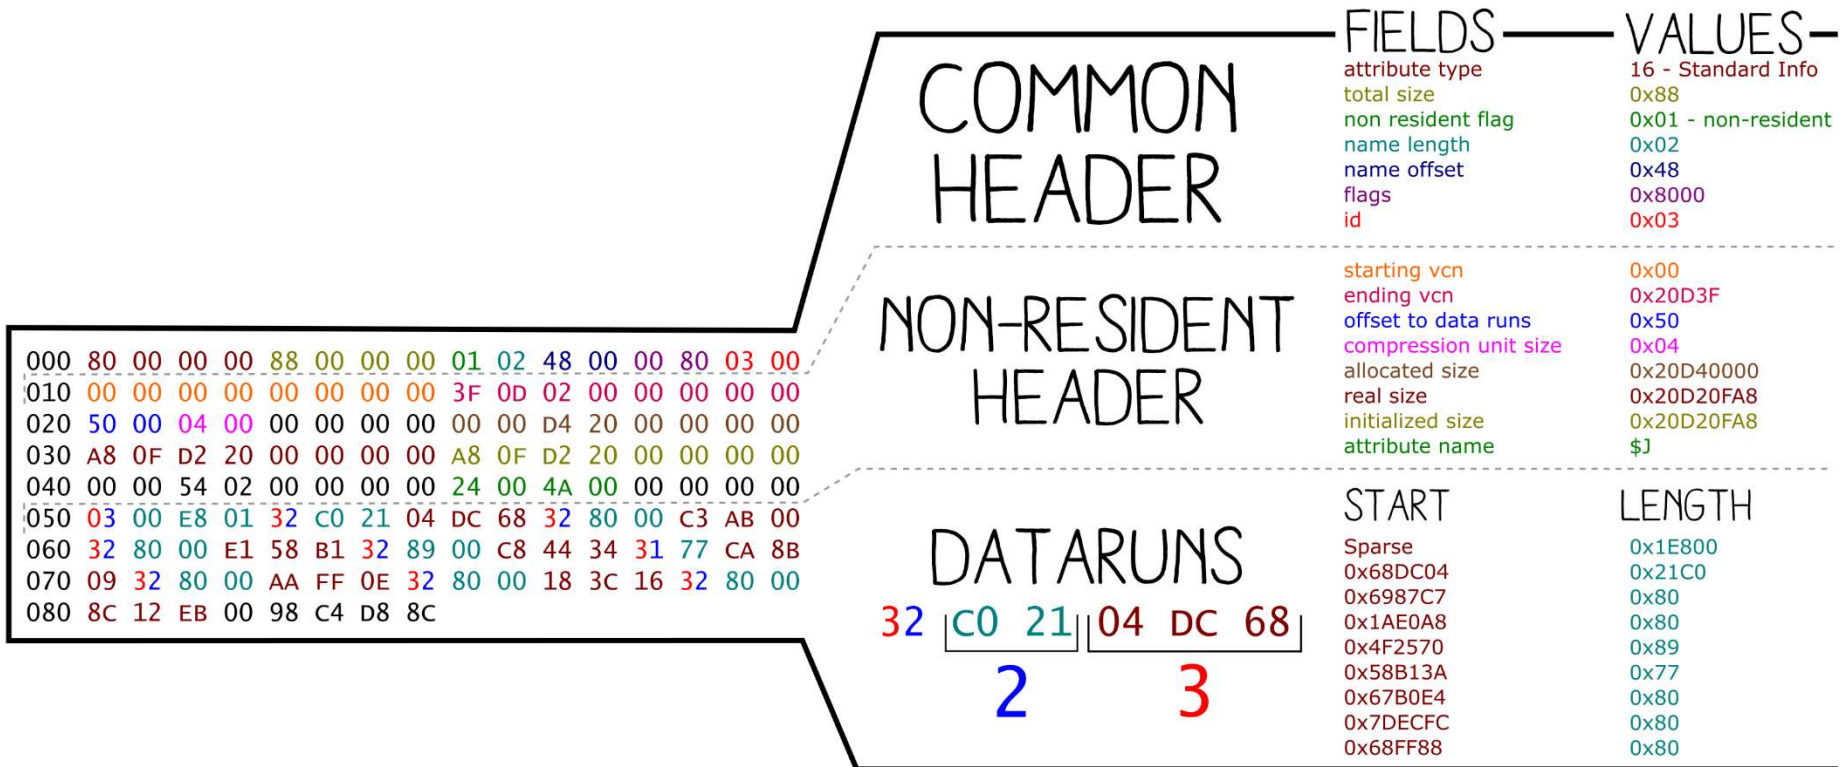 FIELDS VALUES
COMMON HEADER
attribute type 16 - Standard Info
total size 0x88
non resident flag 0x01 - non-resident
name length 0x02
name offset 0x48
flags 0x8000
id 0x03
NON-RESIDENT HEADER
starting vcn 0x00
ending vcn 0x20D3F
offset to data runs 0x50
compression unit size 0x04
allocated size 0x20D40000
real size 0x20D20FA8
initialized size 0x20D20FA8
attribute name $J
000 80 00 00 00 88 00 00 00 01 02 48 00 00 80 03 00
010 00 00 00 00 00 00 00 00 3F 0D 02 00 00 00 00 00
020 50 00 04 00 00 00 00 00 00 00 D4 20 00 00 00 00
030 A8 0F D2 20 00 00 00 00 A8 0F D2 20 00 00 00 00
040 00 00 54 02 00 00 00 00 24 00 4A 00 00 00 00 00
050 03 00 E8 01 32 C0 21 04 DC 68 32 80 00 C3 AB 00
060 32 80 00 E1 58 B1 32 89 00 C8 44 34 31 77 CA 8B
070 09 32 80 00 AA FF 0E 32 80 00 18 3C 16 32 80 00
080 8C 12 EB 00 98 C4 D8 8C
DATARUNS
32 C0 21 04 DC 68
2 3
START LENGTH
Sparse 0x1E800
0x68DC04 0x21C0
0x6987C7 0x80
0x1AE0A8 0x80
0x4F2570 0x89
0x58B13A 0x77
0x67B0E4 0x80
0x7DECFC 0x80
0x68FF88 0x80